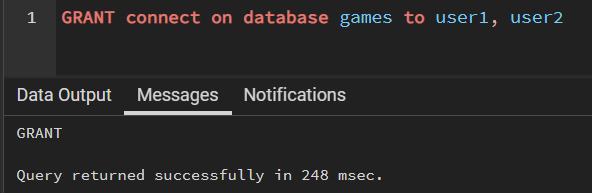 1 GRANT connect on database games to user1, user2
Data Output Messages Notifications
GRANT
Query returned successfully in 248 msec.